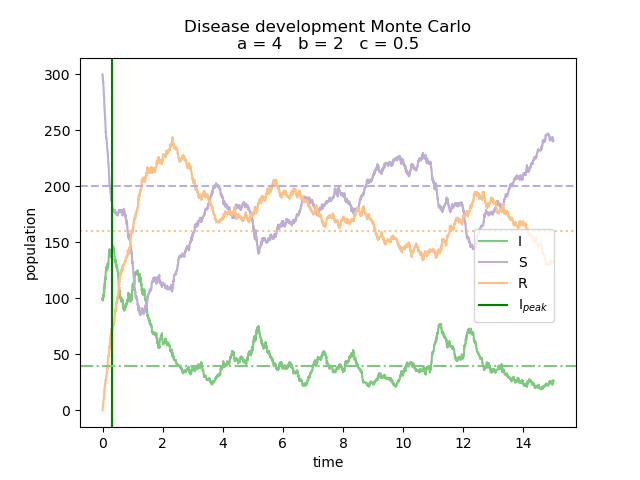 Disease development Monte Carlo
a = 4   b = 2   c = 0.5
300
250
200
150
100
50
0
population
I
S
R
I_peak
0 2 4 6 8 10 12 14
time